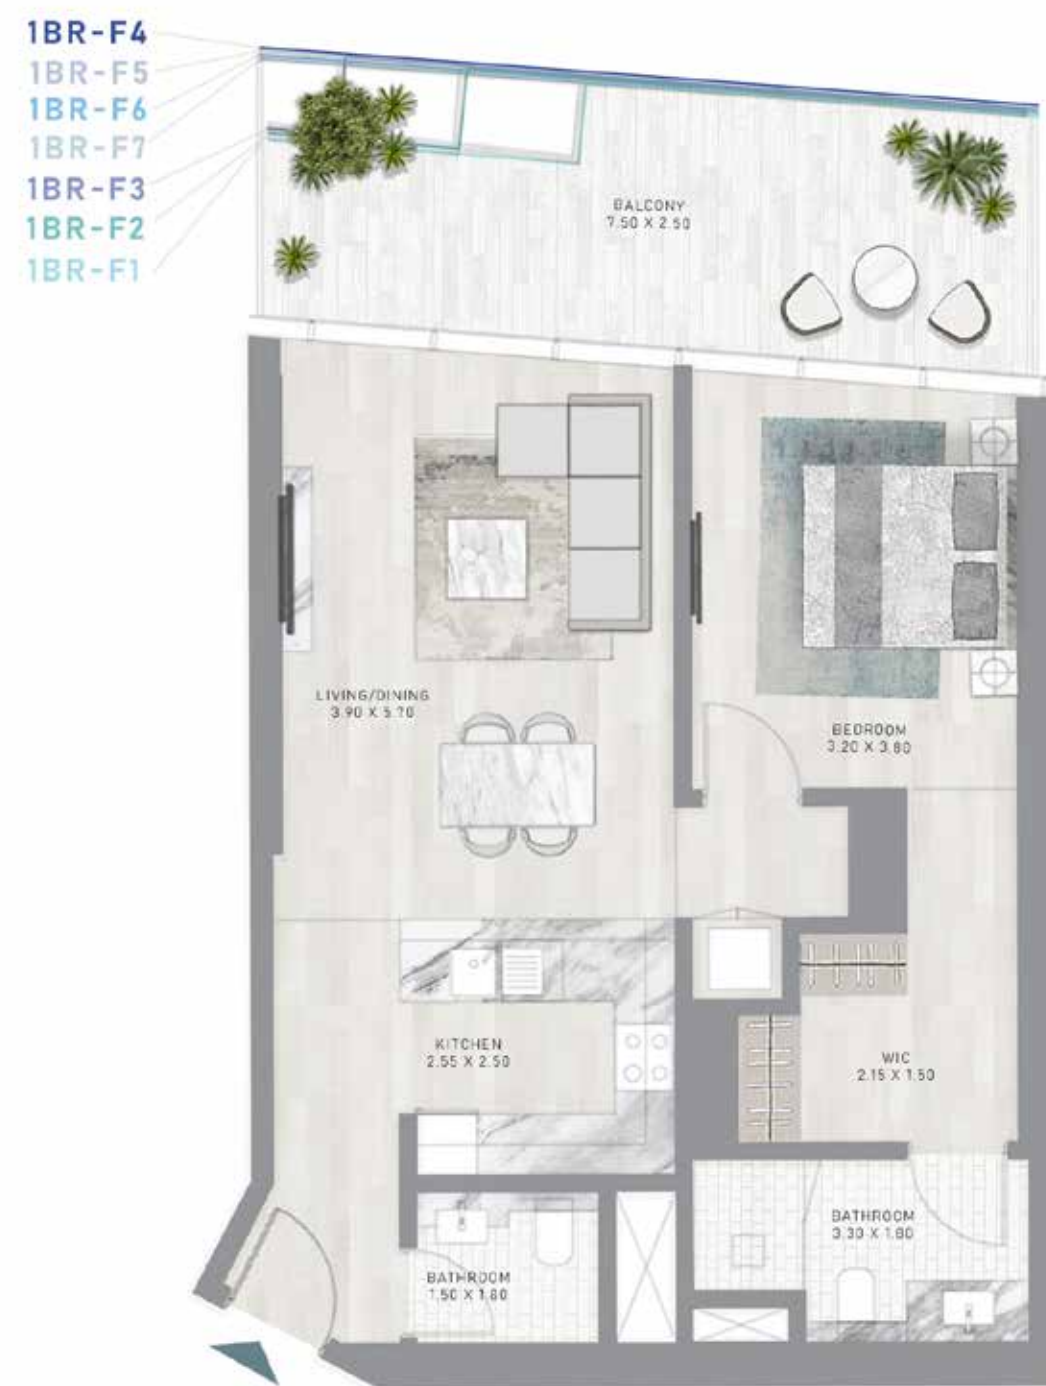 1BR-F4
1BR-F5
1BR-F6
1BR-F7
1BR-F3
1BR-F2
1BR-F1
BALCONY
7.50 X 2.50
LIVING/DINING
3.90 X 5.70
BEDROOM
3.20 X 3.80
KITCHEN
2.55 X 2.50
WIC
2.15 X 1.50
BATHROOM
3.30 X 1.80
BATHROOM
1.50 X 1.80